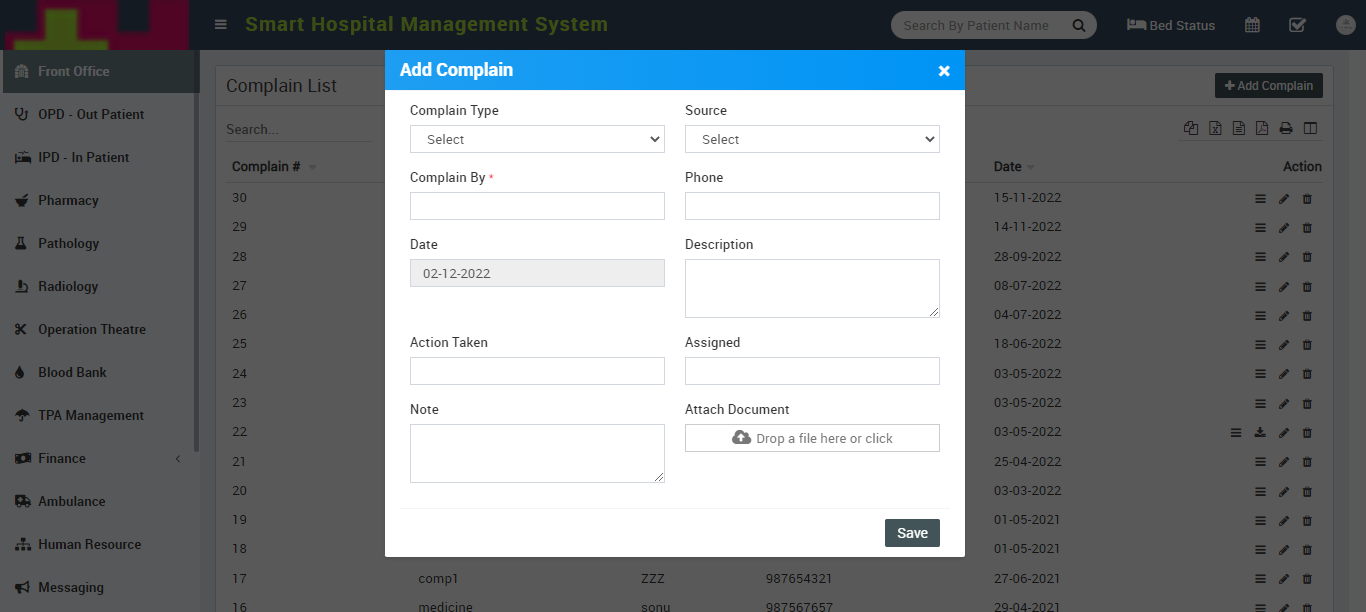 Smart Hospital Management System
Search By Patient Name
Bed Status
Front Office
OPD - Out Patient
IPD - In Patient
Pharmacy
Pathology
Radiology
Operation Theatre
Blood Bank
TPA Management
Finance
Ambulance
Human Resource
Messaging
Complain List
+ Add Complain
Search...
Complain # Date Action
30 15-11-2022
29 14-11-2022
28 28-09-2022
27 08-07-2022
26 04-07-2022
25 18-06-2022
24 03-05-2022
23 03-05-2022
22 03-05-2022
21 25-04-2022
20 03-03-2022
19 01-05-2021
18 01-05-2021
17 comp1 ZZZ 987654321 27-06-2021
16 medicine sonu 987567657 29-04-2021
Add Complain ×
Complain Type Source
Select Select
Complain By * Phone
Date Description
02-12-2022
Action Taken Assigned
Note Attach Document
Drop a file here or click
Save